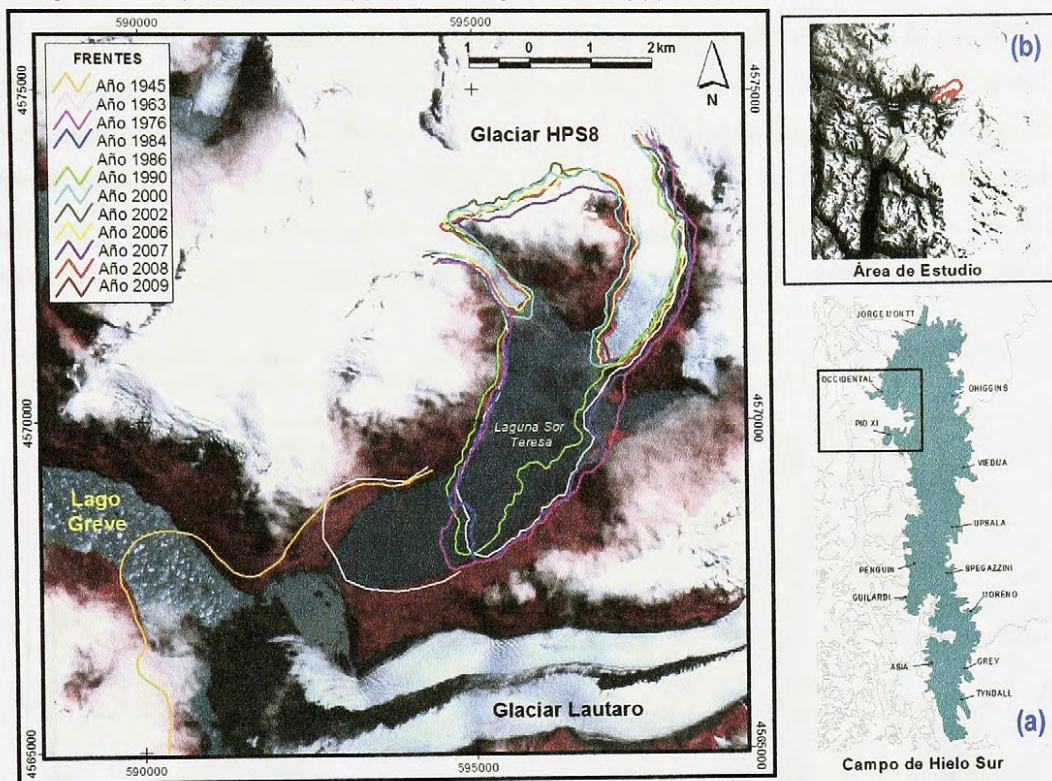 590000
595000
FRENTES
Año 1945
Año 1963
Año 1976
Año 1984
Año 1986
Año 1990
Año 2000
Año 2002
Año 2006
Año 2007
Año 2008
Año 2009
1 0 1 2 km
N
4575000
4575000
Glaciar HPS8
4570000
4570000
Laguna Sor
Teresa
Lago
Greve
Glaciar Lautaro
4565000
4565000
590000
595000
(b)
Área de Estudio
JORGE MONTT
OCCIDENTAL
OHIGGINS
PIO XI
VIEDMA
UPSALA
PENGUIN
SPEGAZZINI
GUILARDI
MORENO
ASIA
GREY
TYNDALL
(a)
Campo de Hielo Sur